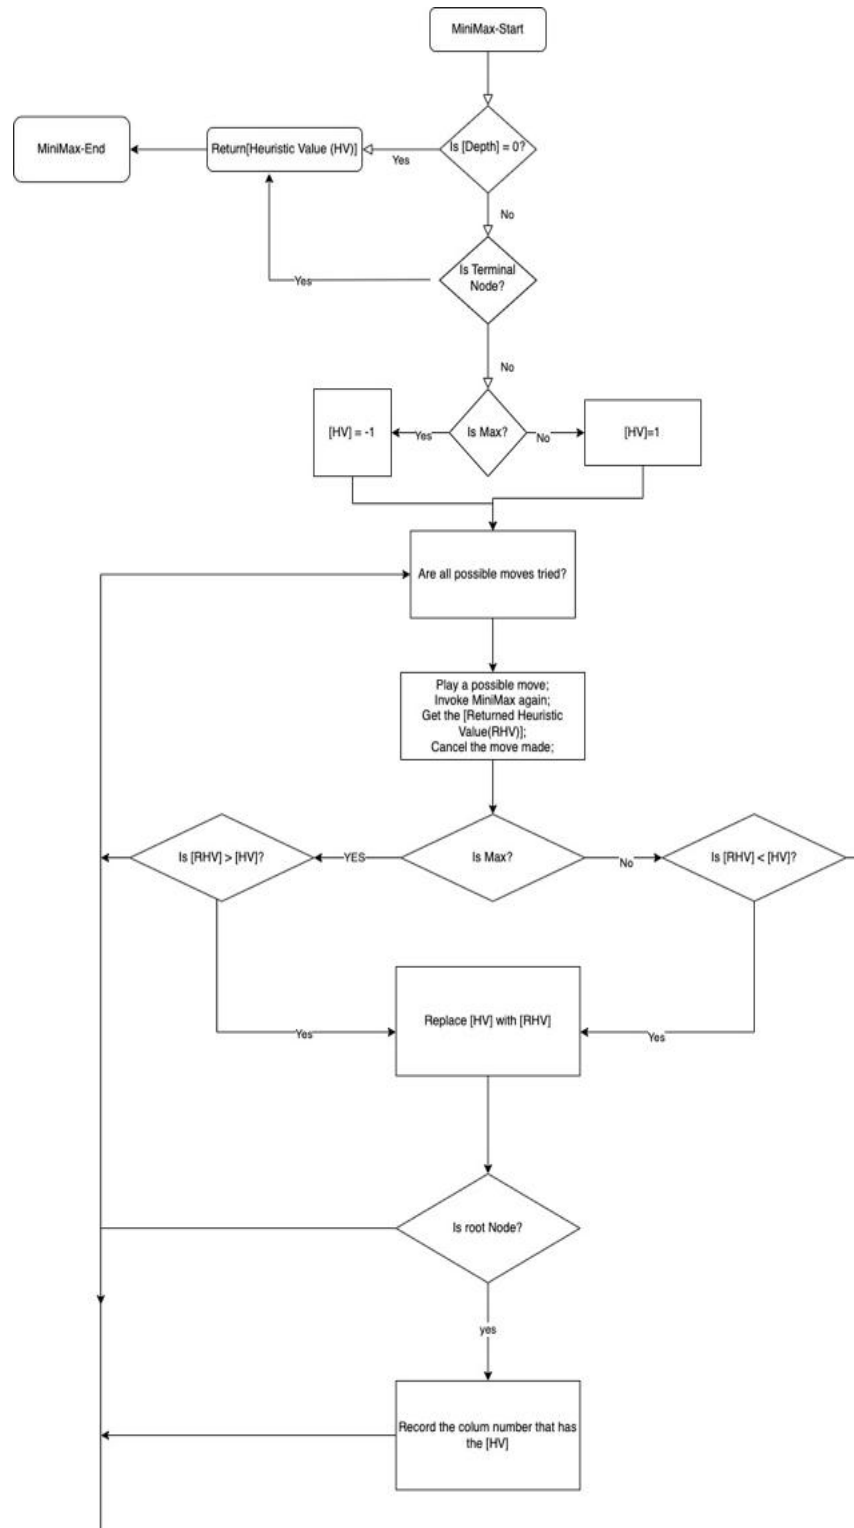 MiniMax-Start
MiniMax-End
Return[Heuristic Value (HV)]
Yes
Is [Depth] = 0?
No
Is Terminal
Node?
Yes
No
[HV] = -1
Yes
Is Max?
No
[HV]=1
Are all possible moves tried?
Play a possible move;
Invoke MiniMax again;
Get the [Returned Heuristic
Value(RHV)];
Cancel the move made;
Is [RHV] > [HV]?
YES
Is Max?
No
Is [RHV] < [HV]?
Yes
Replace [HV] with [RHV]
Yes
Is root Node?
yes
Record the colum number that has
the [HV]